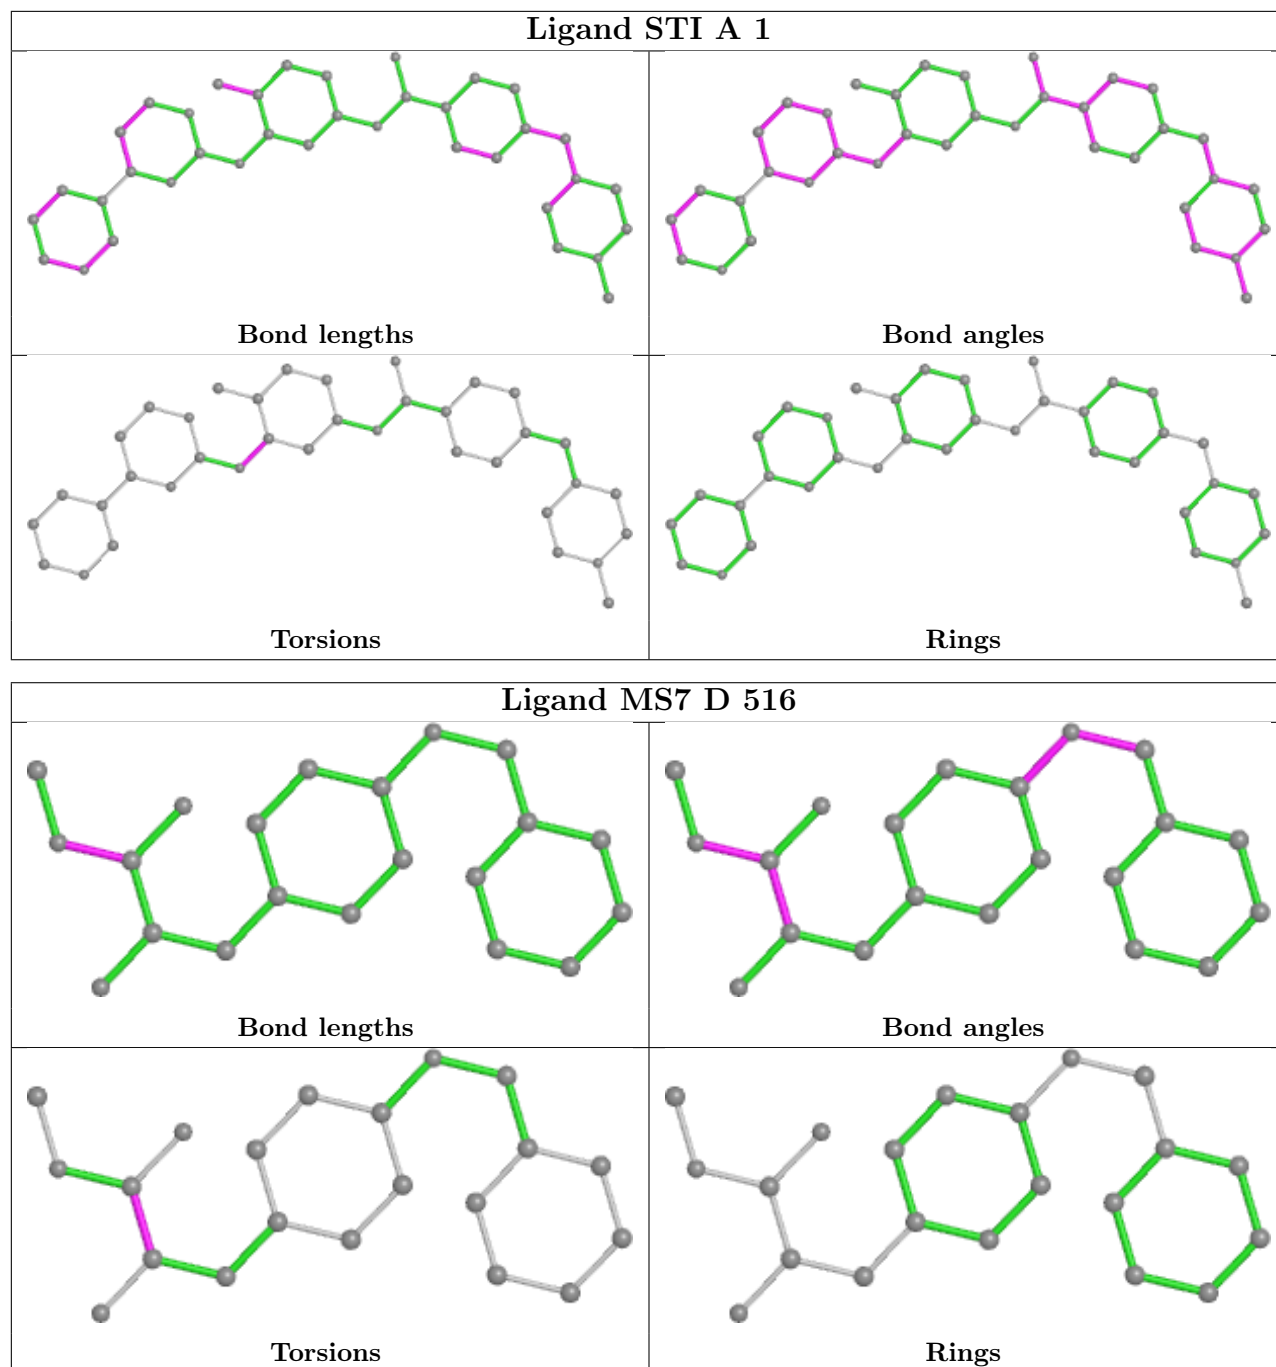 Ligand STI A 1
Bond lengths
Bond angles
Torsions
Rings
Ligand MS7 D 516
Bond lengths
Bond angles
Torsions
Rings